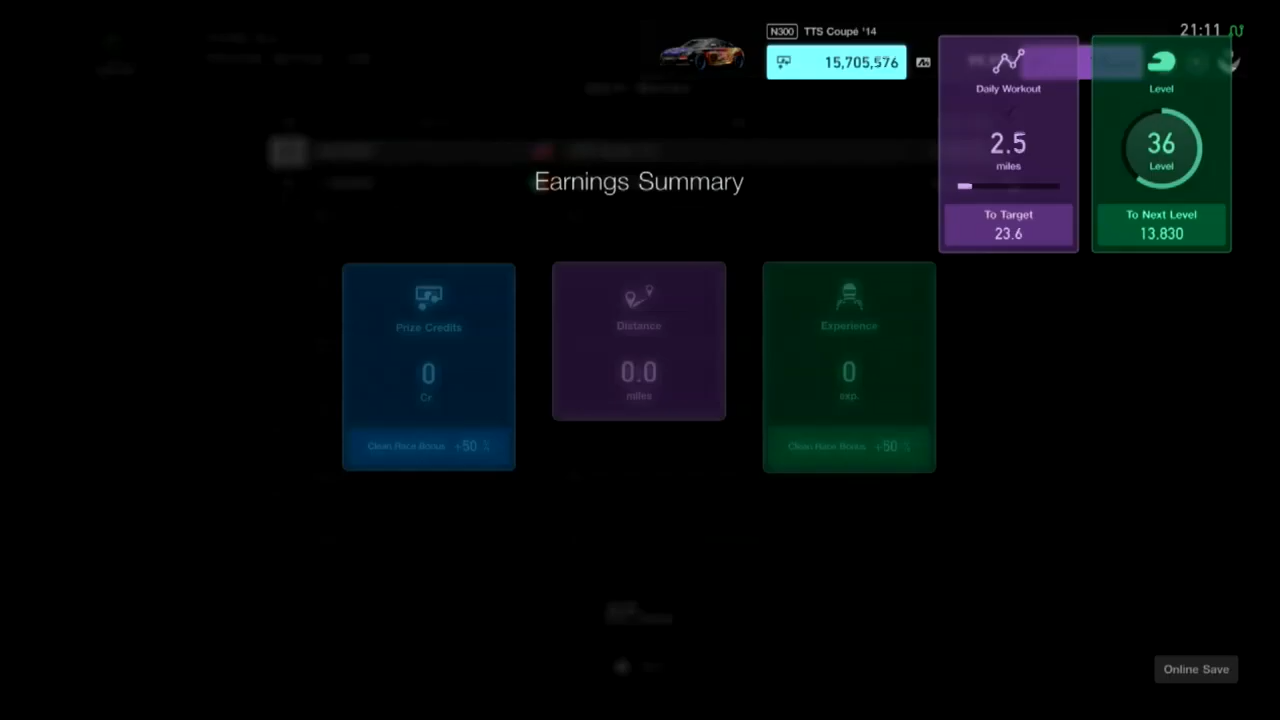 N300 TTS Coupé '14
21:11
15,705,576
Daily Workout
2.5
miles
To Target
23.6
Level
36
Level
To Next Level
13,830
Earnings Summary
Prize Credits
0
Cr
Clean Race Bonus +50 %
Distance
0.0
miles
Experience
0
exp.
Clean Race Bonus +50 %
Online Save